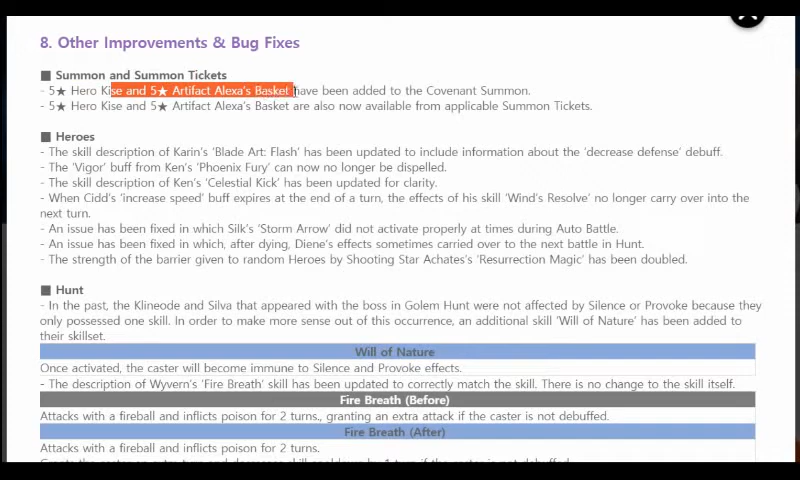 8. Other Improvements & Bug Fixes
■ Summon and Summon Tickets
- 5★ Hero Kise and 5★ Artifact Alexa's Basket have been added to the Covenant Summon.
- 5★ Hero Kise and 5★ Artifact Alexa's Basket are also now available from applicable Summon Tickets.
■ Heroes
- The skill description of Karin's 'Blade Art: Flash' has been updated to include information about the 'decrease defense' debuff.
- The 'Vigor' buff from Ken's 'Phoenix Fury' can now no longer be dispelled.
- The skill description of Ken's 'Celestial Kick' has been updated for clarity.
- When Cidd's 'increase speed' buff expires at the end of a turn, the effects of his skill 'Wind's Resolve' no longer carry over into the
next turn.
- An issue has been fixed in which Silk's 'Storm Arrow' did not activate properly at times during Auto Battle.
- An issue has been fixed in which, after dying, Diene's effects sometimes carried over to the next battle in Hunt.
- The strength of the barrier given to random Heroes by Shooting Star Achates's 'Resurrection Magic' has been doubled.
■ Hunt
- In the past, the Klineode and Silva that appeared with the boss in Golem Hunt were not affected by Silence or Provoke because they
only possessed one skill. In order to make more sense out of this occurrence, an additional skill 'Will of Nature' has been added to
their skillset.
Will of Nature
Once activated, the caster will become immune to Silence and Provoke effects.
- The description of Wyvern's 'Fire Breath' skill has been updated to correctly match the skill. There is no change to the skill itself.
Fire Breath (Before)
Attacks with a fireball and inflicts poison for 2 turns., granting an extra attack if the caster is not debuffed.
Fire Breath (After)
Attacks with a fireball and inflicts poison for 2 turns.